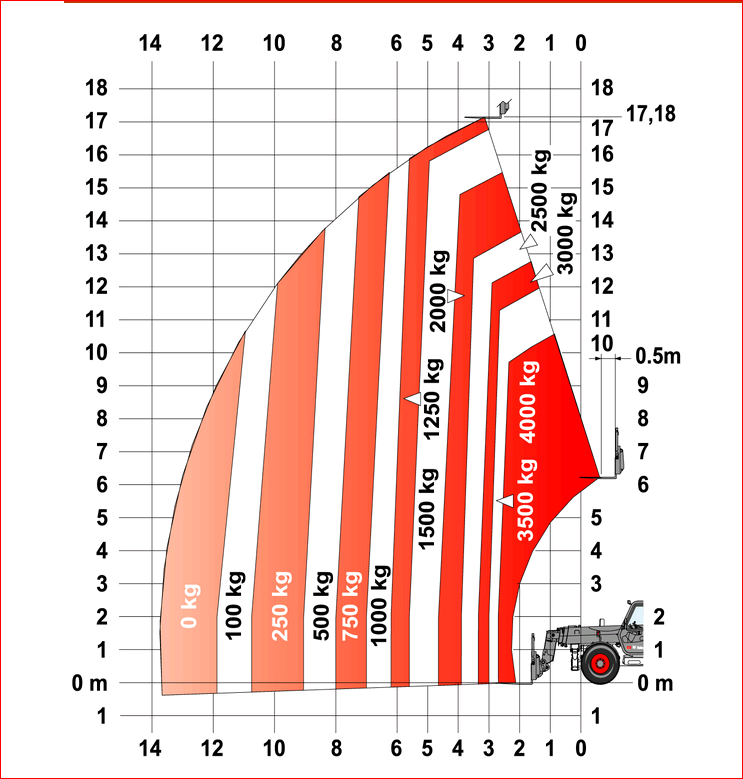 14 12 10 8 6 5 4 3 2 1 0
18 18
17 17 17,18
16 16
15 15
14 14
13 13
12 12
11 11
10 10
0.5m
9 9
8 8
7 7
6 6
5 5
4 4
3 3
2 2
1 1
0 m 0 m
1 1
14 12 10 8 6 5 4 3 2 1 0
0 kg
100 kg
250 kg
500 kg
750 kg
1000 kg
1250 kg
1500 kg
2000 kg
2500 kg
3000 kg
3500 kg
4000 kg